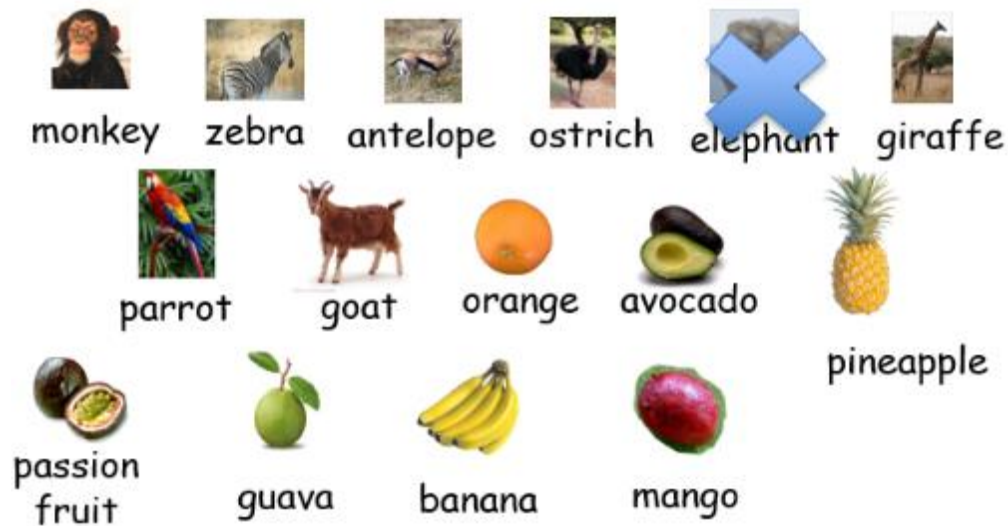 monkey zebra antelope ostrich elephant giraffe
parrot goat orange avocado
pineapple
passion
fruit guava banana mango